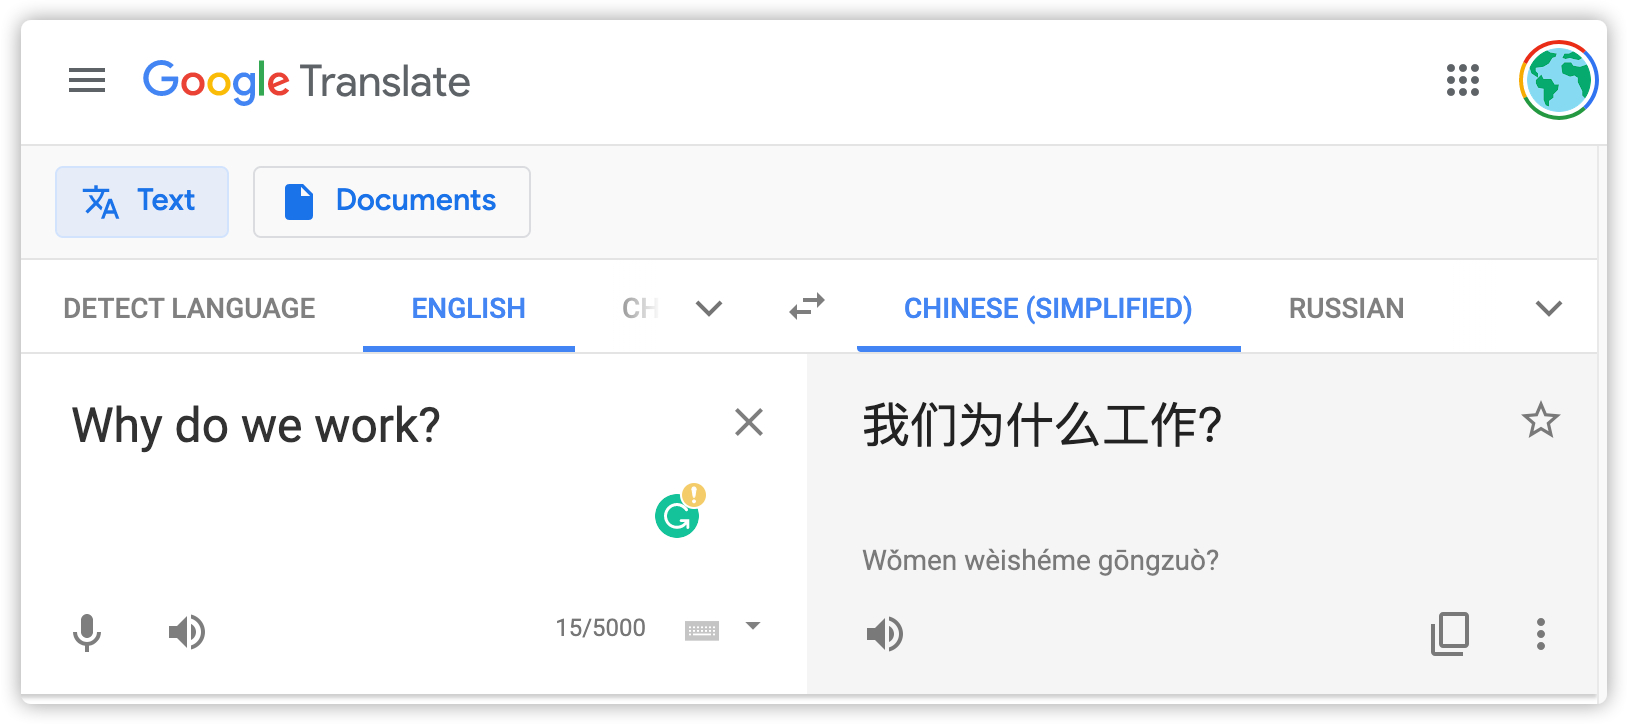 Google Translate
Text
Documents
DETECT LANGUAGE
ENGLISH
CH
CHINESE (SIMPLIFIED)
RUSSIAN
Why do we work?
我们为什么工作?
Wǒmen wèishéme gōngzuò?
15/5000